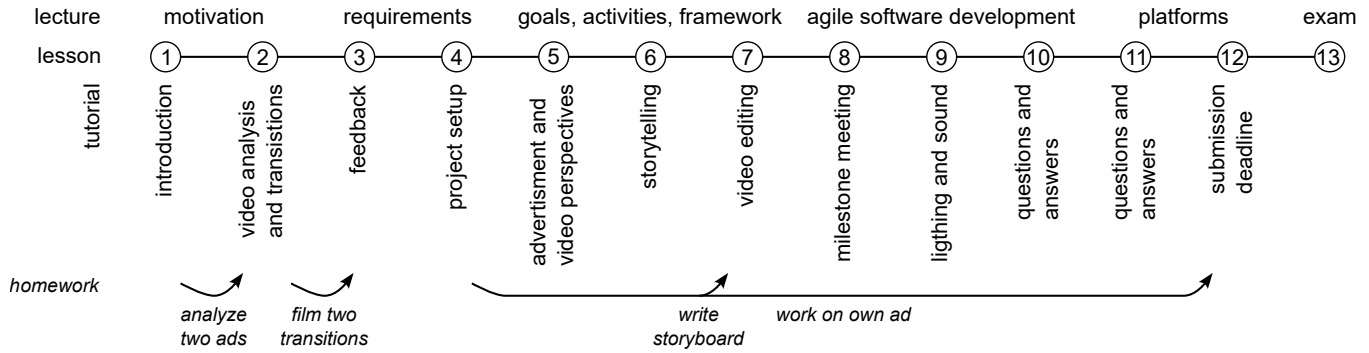 lecture motivation requirements goals, activities, framework agile software development platforms exam
lesson 1 2 3 4 5 6 7 8 9 10 11 12 13
tutorial
introduction
video analysis
and transistions
feedback
project setup
advertisment and
video perspectives
storytelling
video editing
milestone meeting
ligthing and sound
questions and
answers
questions and
answers
submission
deadline
homework
analyze
two ads
film two
transitions
write
storyboard
work on own ad